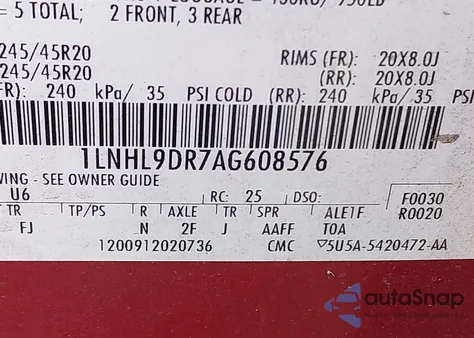 = 5 TOTAL; 2 FRONT, 3 REAR
245/45R20 RIMS (FR): 20X8.0J
245/45R20 (RR): 20X8.0J
FR): 240 kPa/ 35 PSI COLD (RR): 240 kPa/ 35 P
1LNHL9DR7AG608576
WING - SEE OWNER GUIDE
U6 RC: 25 DSO: F0030
TR TP/PS R AXLE TR SPR ALE1F R0020
FJ N 2F J AAFF TOA
1200912020736 CMC ▽5U5A-5420472-AA
autoSnap